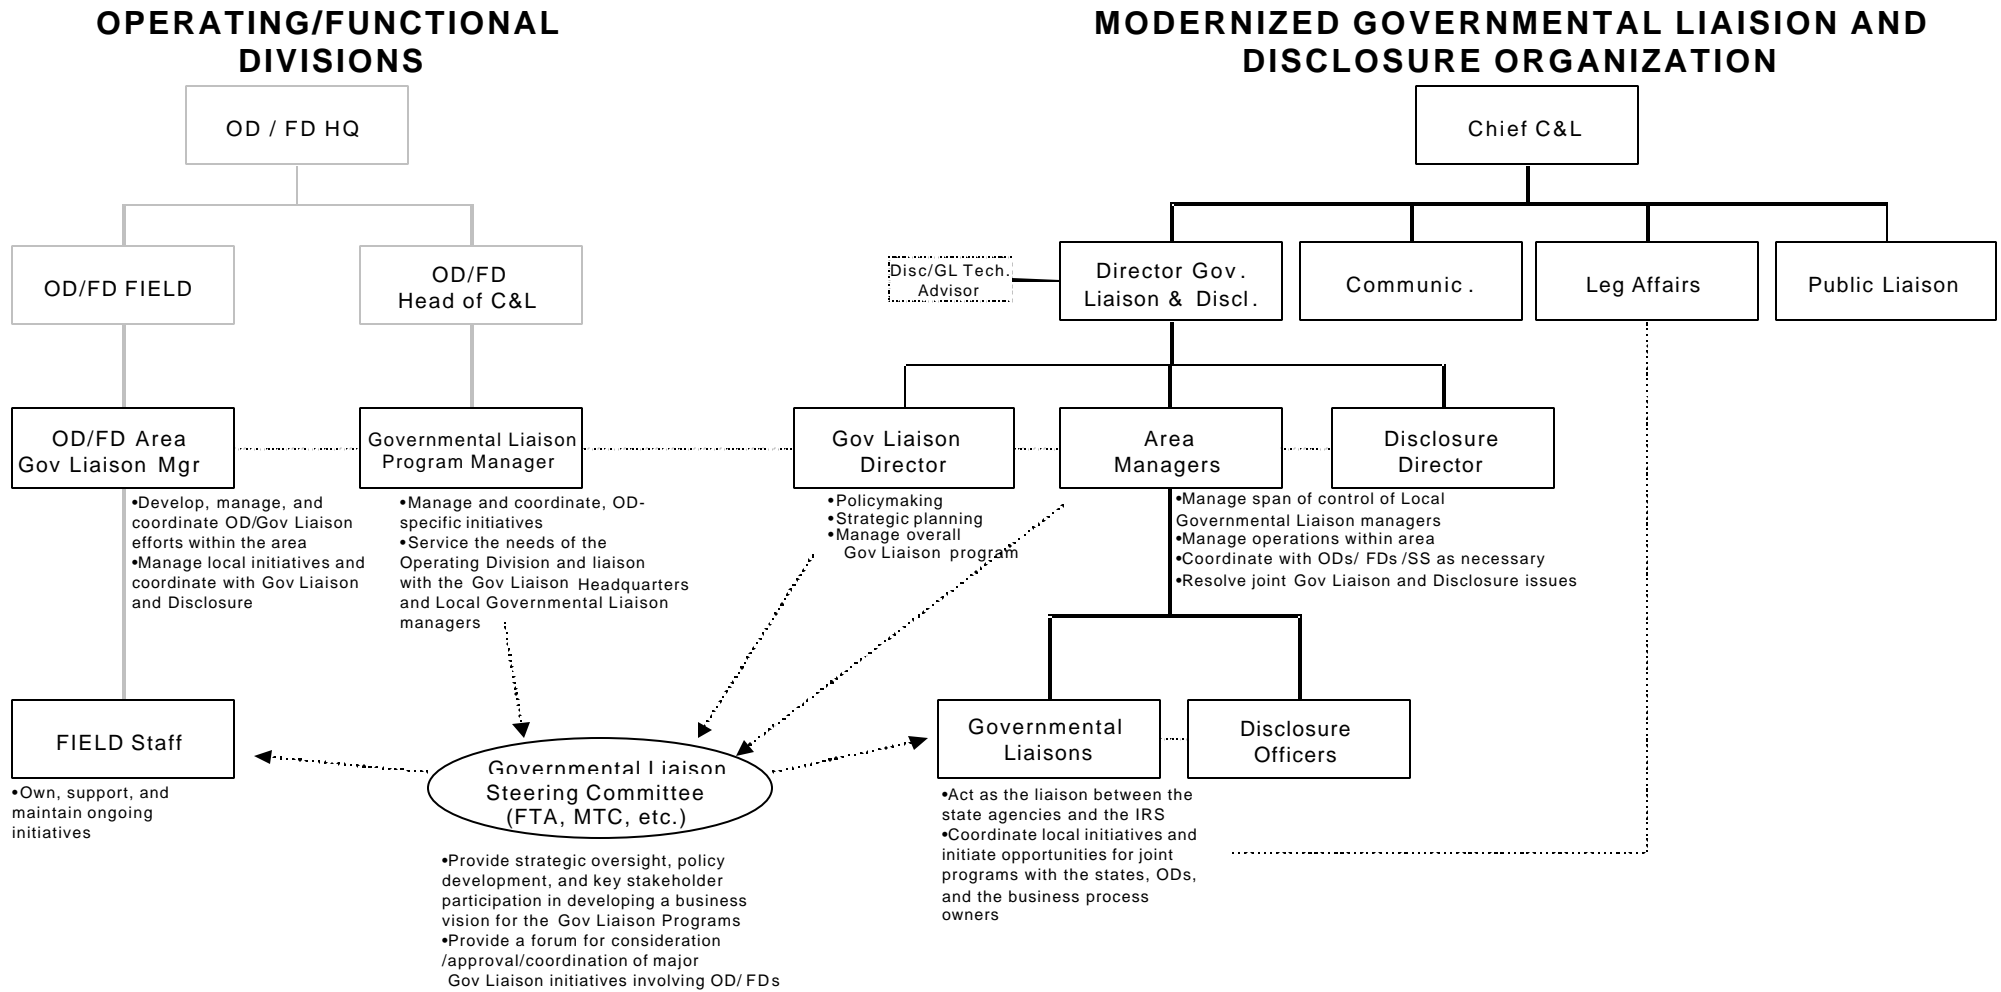 OPERATING/FUNCTIONAL
DIVISIONS
OD / FD HQ
OD/FD FIELD
OD/FD
Head of C&L
OD/FD Area
Gov Liaison Mgr
•Develop, manage, and
coordinate OD/Gov Liaison
efforts within the area
•Manage local initiatives and
coordinate with Gov Liaison
and Disclosure
Governmental Liaison
Program Manager
•Manage and coordinate, OD-
specific initiatives
•Service the needs of the
Operating Division and liaison
with the Gov Liaison Headquarters
and Local Governmental Liaison
managers
FIELD Staff
•Own, support, and
maintain ongoing
initiatives
Governmental Liaison
Steering Committee
(FTA, MTC, etc.)
•Provide strategic oversight, policy
development, and key stakeholder
participation in developing a business
vision for the Gov Liaison Programs
•Provide a forum for consideration
/approval/coordination of major
Gov Liaison initiatives involving OD/ FDs
MODERNIZED GOVERNMENTAL LIAISION AND
DISCLOSURE ORGANIZATION
Chief C&L
Disc/GL Tech.
Advisor
Director Gov.
Liaison & Discl.
Communic.
Leg Affairs
Public Liaison
Gov Liaison
Director
•Policymaking
•Strategic planning
•Manage overall
Gov Liaison program
Area
Managers
•Manage span of control of Local
Governmental Liaison managers
•Manage operations within area
•Coordinate with ODs/ FDs /SS as necessary
•Resolve joint Gov Liaison and Disclosure issues
Disclosure
Director
Governmental
Liaisons
•Act as the liaison between the
state agencies and the IRS
•Coordinate local initiatives and
initiate opportunities for joint
programs with the states, ODs,
and the business process
owners
Disclosure
Officers